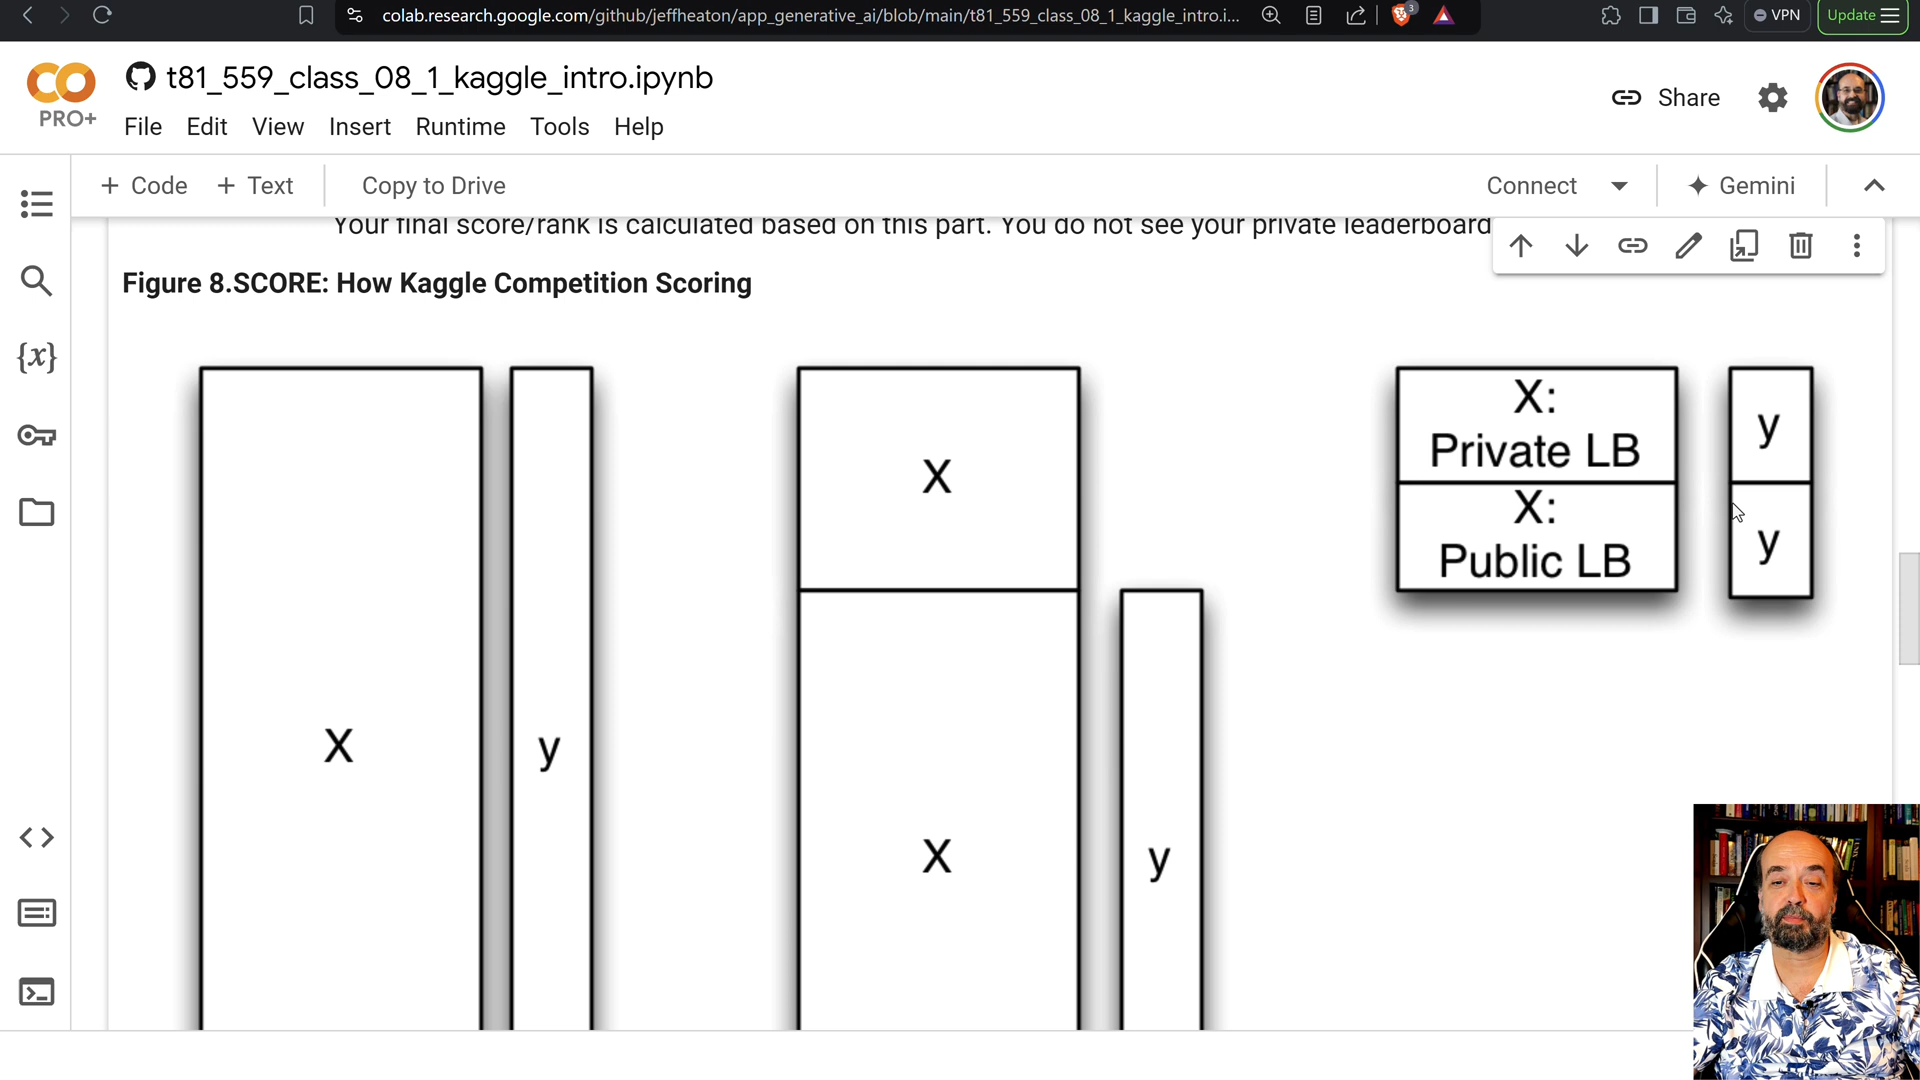 colab.research.google.com/github/jeffheaton/app_generative_ai/blob/main/t81_559_class_08_1_kaggle_intro.i...
3
VPN
Update
PRO+
t81_559_class_08_1_kaggle_intro.ipynb
Share
File Edit View Insert Runtime Tools Help
+ Code + Text Copy to Drive
Connect
Gemini
Your final score/rank is calculated based on this part. You do not see your private leaderboard
Figure 8.SCORE: How Kaggle Competition Scoring
{x}
X
y
X
X
y
X:
Private LB
y
X:
Public LB
y